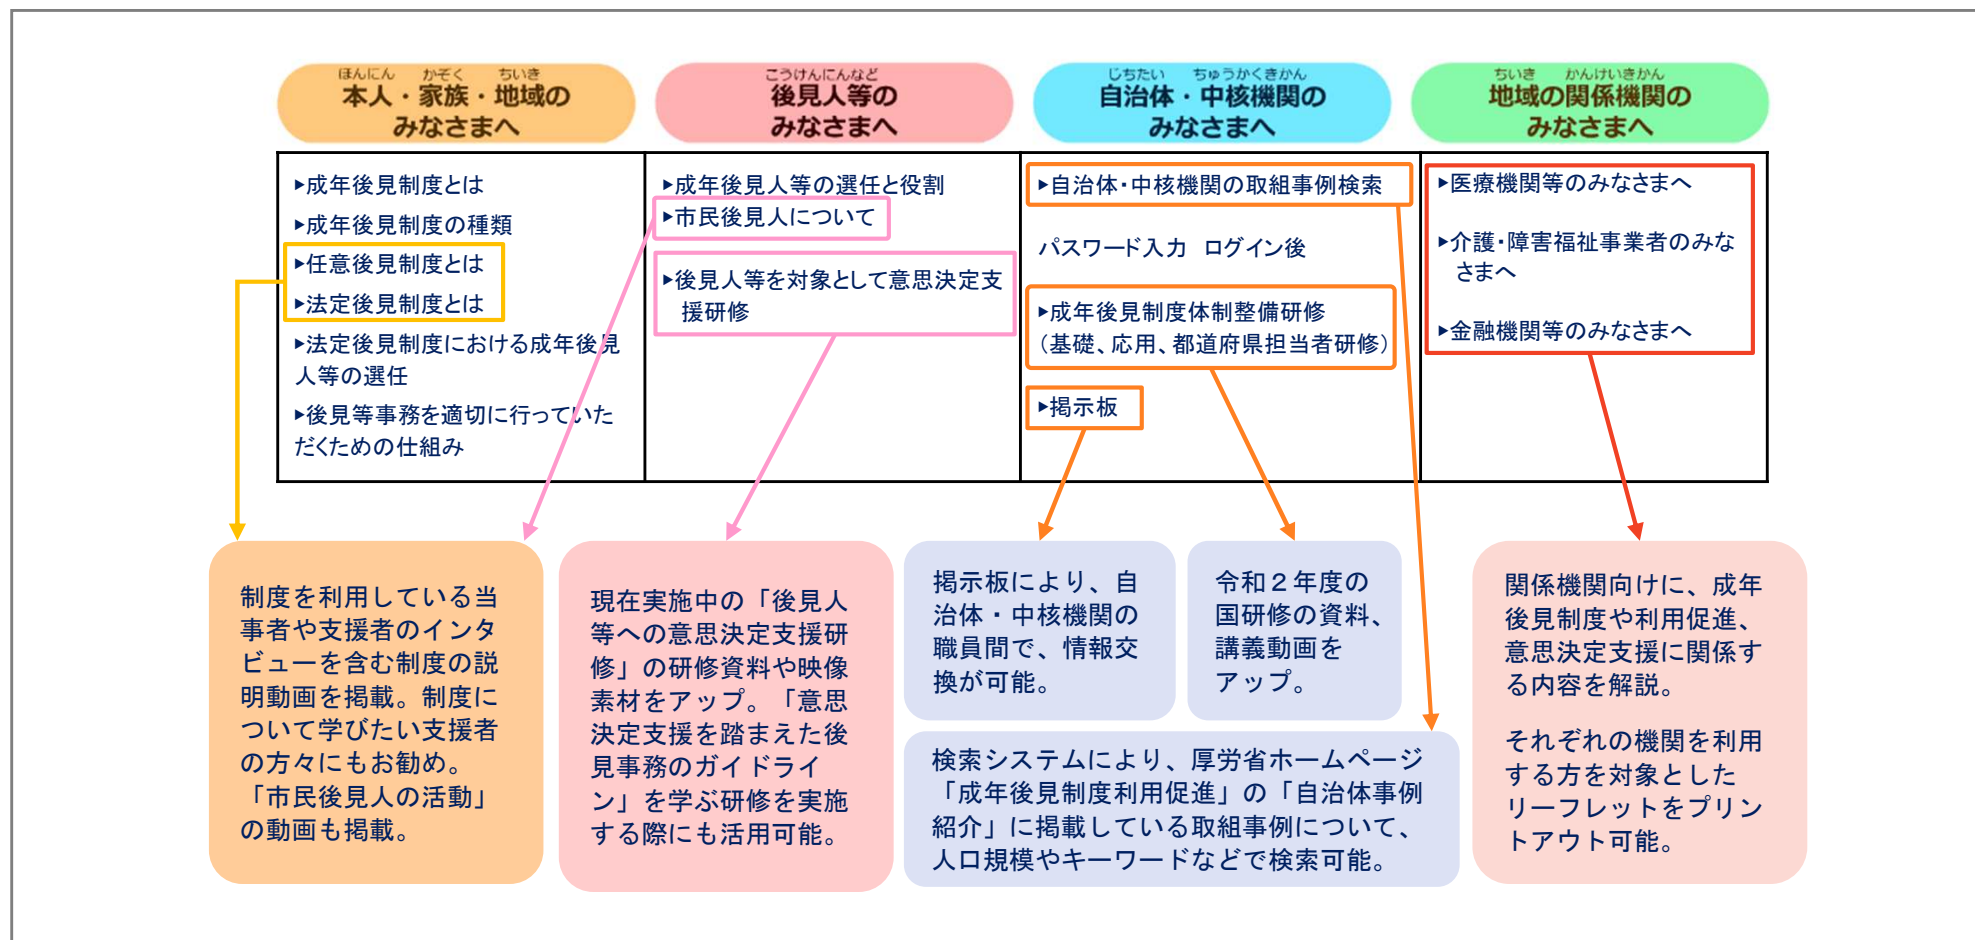 ほんにん かぞく ちいき
本人・家族・地域の
みなさまへ
こうけんにんなど
後見人等の
みなさまへ
じちたい ちゅうかくきかん
自治体・中核機関の
みなさまへ
ちいき かんけいきかん
地域の関係機関の
みなさまへ
▶成年後見制度とは
▶成年後見制度の種類
▶任意後見制度とは
▶法定後見制度とは
▶法定後見制度における成年後見
人等の選任
▶後見等事務を適切に行っていた
だくための仕組み
▶成年後見人等の選任と役割
▶市民後見人について
▶後見人等を対象として意思決定支
援研修
▶自治体・中核機関の取組事例検索
パスワード入力 ログイン後
▶成年後見制度体制整備研修
(基礎、応用、都道府県担当者研修)
▶掲示板
▶医療機関等のみなさまへ
▶介護・障害福祉事業者のみな
さまへ
▶金融機関等のみなさまへ
制度を利用している当
事者や支援者のインタ
ビューを含む制度の説
明動画を掲載。制度に
ついて学びたい支援者
の方々にもお勧め。
「市民後見人の活動」
の動画も掲載。
現在実施中の「後見人
等への意思決定支援研
修」の研修資料や映像
素材をアップ。「意思
決定支援を踏まえた後
見事務のガイドライ
ン」を学ぶ研修を実施
する際にも活用可能。
掲示板により、自
治体・中核機関の
職員間で、情報交
換が可能。
令和２年度の
国研修の資料、
講義動画を
アップ。
検索システムにより、厚労省ホームページ
「成年後見制度利用促進」の「自治体事例
紹介」に掲載している取組事例について、
人口規模やキーワードなどで検索可能。
関係機関向けに、成年
後見制度や利用促進、
意思決定支援に関係す
る内容を解説。
それぞれの機関を利用
する方を対象とした
リーフレットをプリン
トアウト可能。